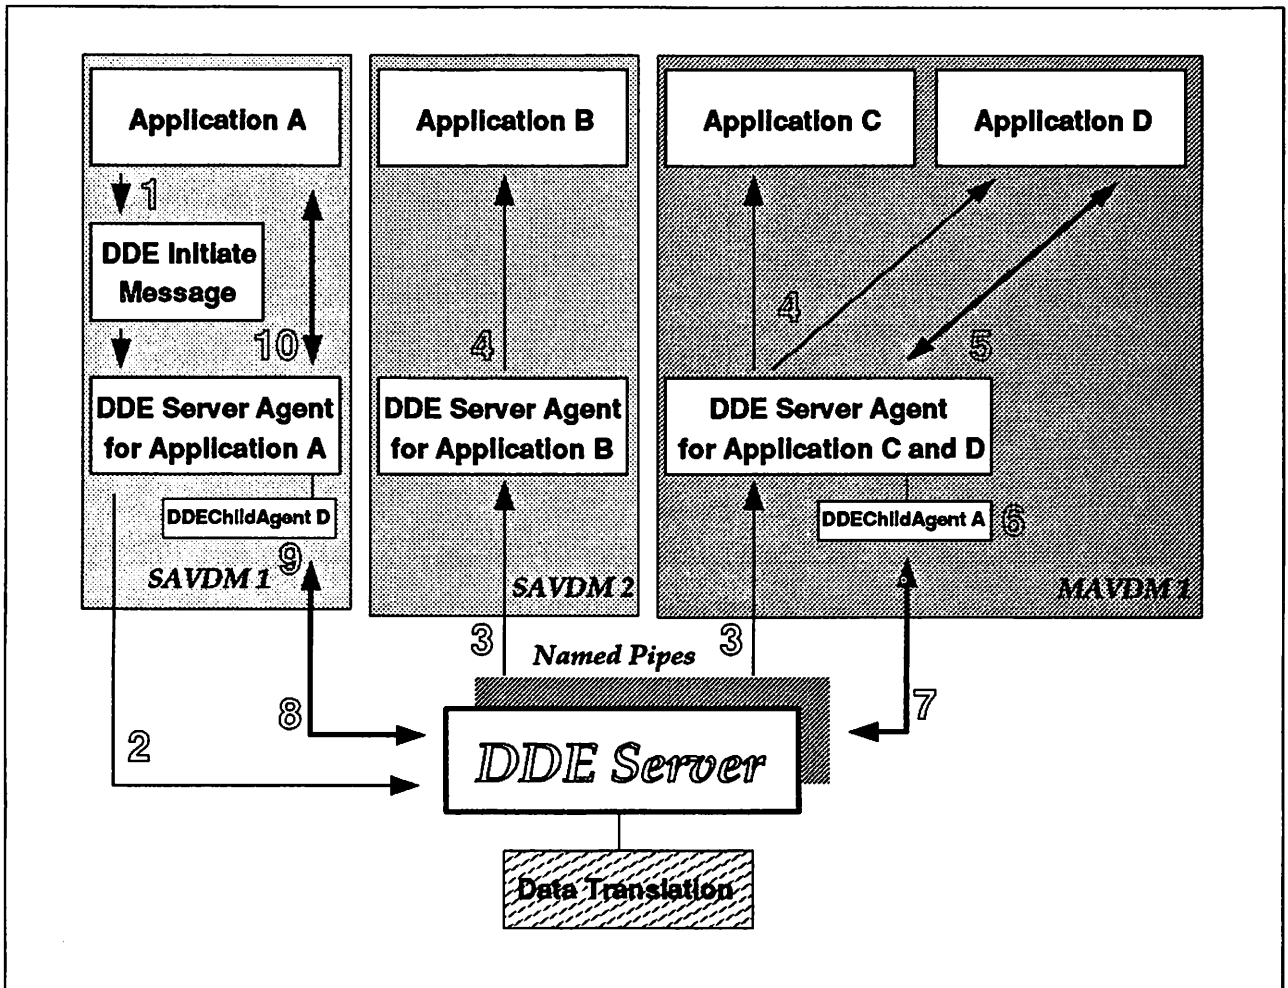 Application A
Application B
Application C
Application D
1
DDE Initiate
Message
10
4
4
5
DDE Server Agent
for Application A
DDE Server Agent
for Application B
DDE Server Agent
for Application C and D
DDEChildAgent D
DDEChildAgent A
6
9
SAVDM 1
SAVDM 2
MAVDM 1
3
Named Pipes
3
8
7
2
DDE Server
Data Translation